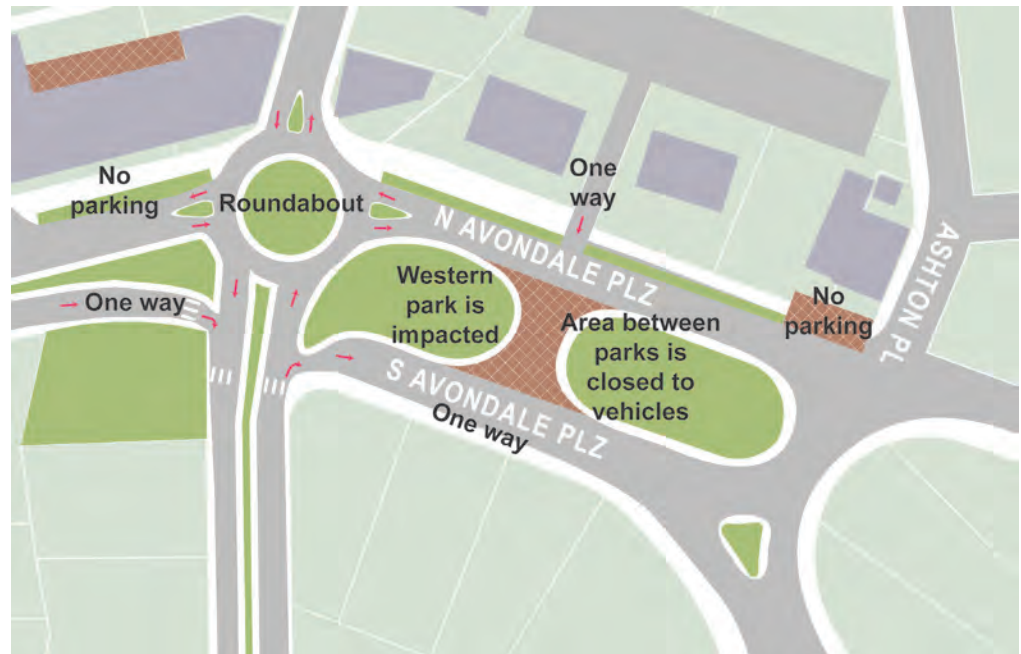 No
parking
Roundabout
One
way
N AVONDALE PLZ
ASHTON PL
One way
Western
park is
impacted
Area between
parks is
closed to
vehicles
No
parking
S AVONDALE PLZ
One way